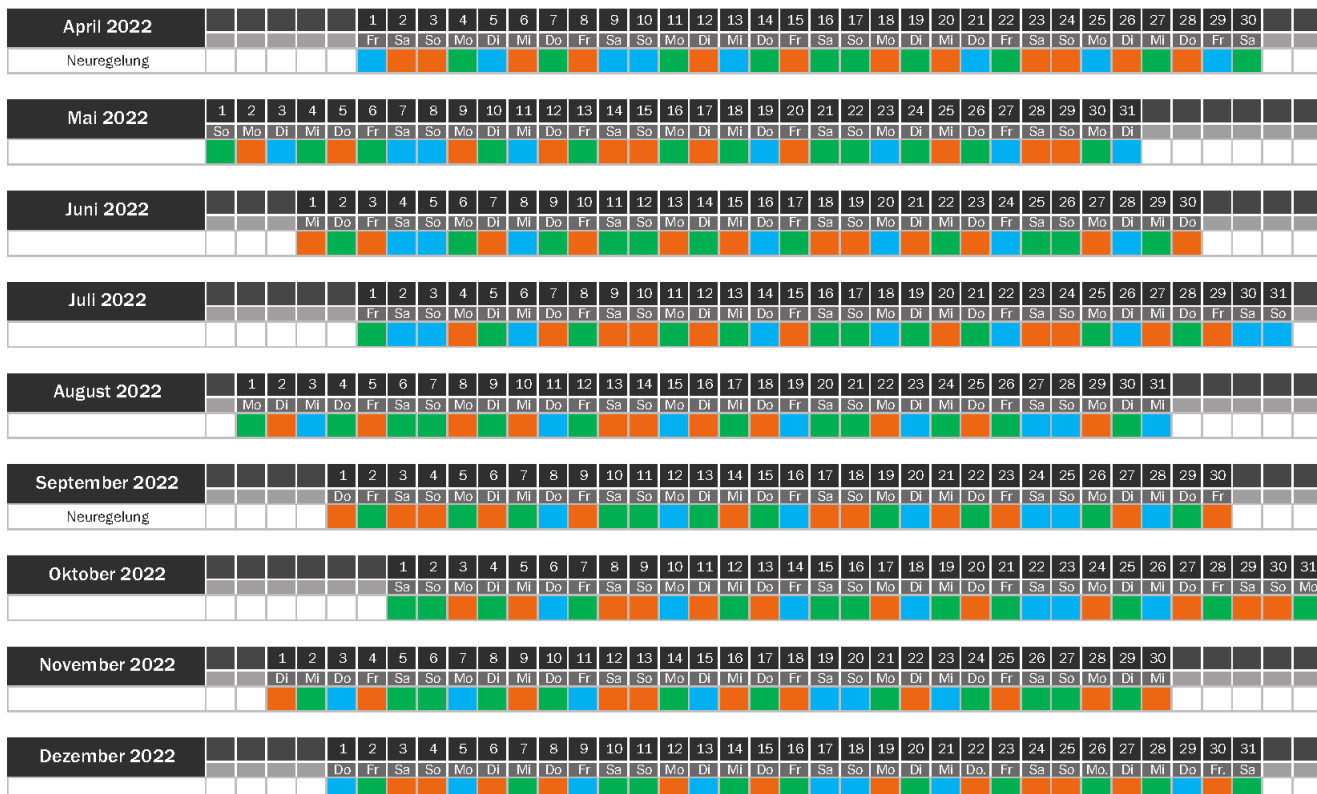 April 2022 1 2 3 4 5 6 7 8 9 10 11 12 13 14 15 16 17 18 19 20 21 22 23 24 25 26 27 28 29 30
Fr Sa So Mo Di Mi Do Fr Sa So Mo Di Mi Do Fr Sa So Mo Di Mi Do Fr Sa So Mo Di Mi Do Fr Sa
Neuregelung
Mai 2022 1 2 3 4 5 6 7 8 9 10 11 12 13 14 15 16 17 18 19 20 21 22 23 24 25 26 27 28 29 30 31
So Mo Di Mi Do Fr Sa So Mo Di Mi Do Fr Sa So Mo Di Mi Do Fr Sa So Mo Di Mi Do Fr Sa So Mo Di
Juni 2022 1 2 3 4 5 6 7 8 9 10 11 12 13 14 15 16 17 18 19 20 21 22 23 24 25 26 27 28 29 30
Mi Do Fr Sa So Mo Di Mi Do Fr Sa So Mo Di Mi Do Fr Sa So Mo Di Mi Do Fr Sa So Mo Di Mi Do
Juli 2022 1 2 3 4 5 6 7 8 9 10 11 12 13 14 15 16 17 18 19 20 21 22 23 24 25 26 27 28 29 30 31
Fr Sa So Mo Di Mi Do Fr Sa So Mo Di Mi Do Fr Sa So Mo Di Mi Do Fr Sa So Mo Di Mi Do Fr Sa So
August 2022 1 2 3 4 5 6 7 8 9 10 11 12 13 14 15 16 17 18 19 20 21 22 23 24 25 26 27 28 29 30 31
Mo Di Mi Do Fr Sa So Mo Di Mi Do Fr Sa So Mo Di Mi Do Fr Sa So Mo Di Mi Do Fr Sa So Mo Di Mi
September 2022 1 2 3 4 5 6 7 8 9 10 11 12 13 14 15 16 17 18 19 20 21 22 23 24 25 26 27 28 29 30
Do Fr Sa So Mo Di Mi Do Fr Sa So Mo Di Mi Do Fr Sa So Mo Di Mi Do Fr Sa So Mo Di Mi Do Fr
Neuregelung
Oktober 2022 1 2 3 4 5 6 7 8 9 10 11 12 13 14 15 16 17 18 19 20 21 22 23 24 25 26 27 28 29 30 31
Sa So Mo Di Mi Do Fr Sa So Mo Di Mi Do Fr Sa So Mo Di Mi Do Fr Sa So Mo Di Mi Do Fr Sa So Mo
November 2022 1 2 3 4 5 6 7 8 9 10 11 12 13 14 15 16 17 18 19 20 21 22 23 24 25 26 27 28 29 30
Di Mi Do Fr Sa So Mo Di Mi Do Fr Sa So Mo Di Mi Do Fr Sa So Mo Di Mi Do Fr Sa So Mo Di Mi
Dezember 2022 1 2 3 4 5 6 7 8 9 10 11 12 13 14 15 16 17 18 19 20 21 22 23 24 25 26 27 28 29 30 31
Do Fr Sa So Mo Di Mi Do Fr Sa So Mo Di Mi Do Fr Sa So Mo Di Mi Do. Fr Sa So Mo. Di Mi Do Fr. Sa